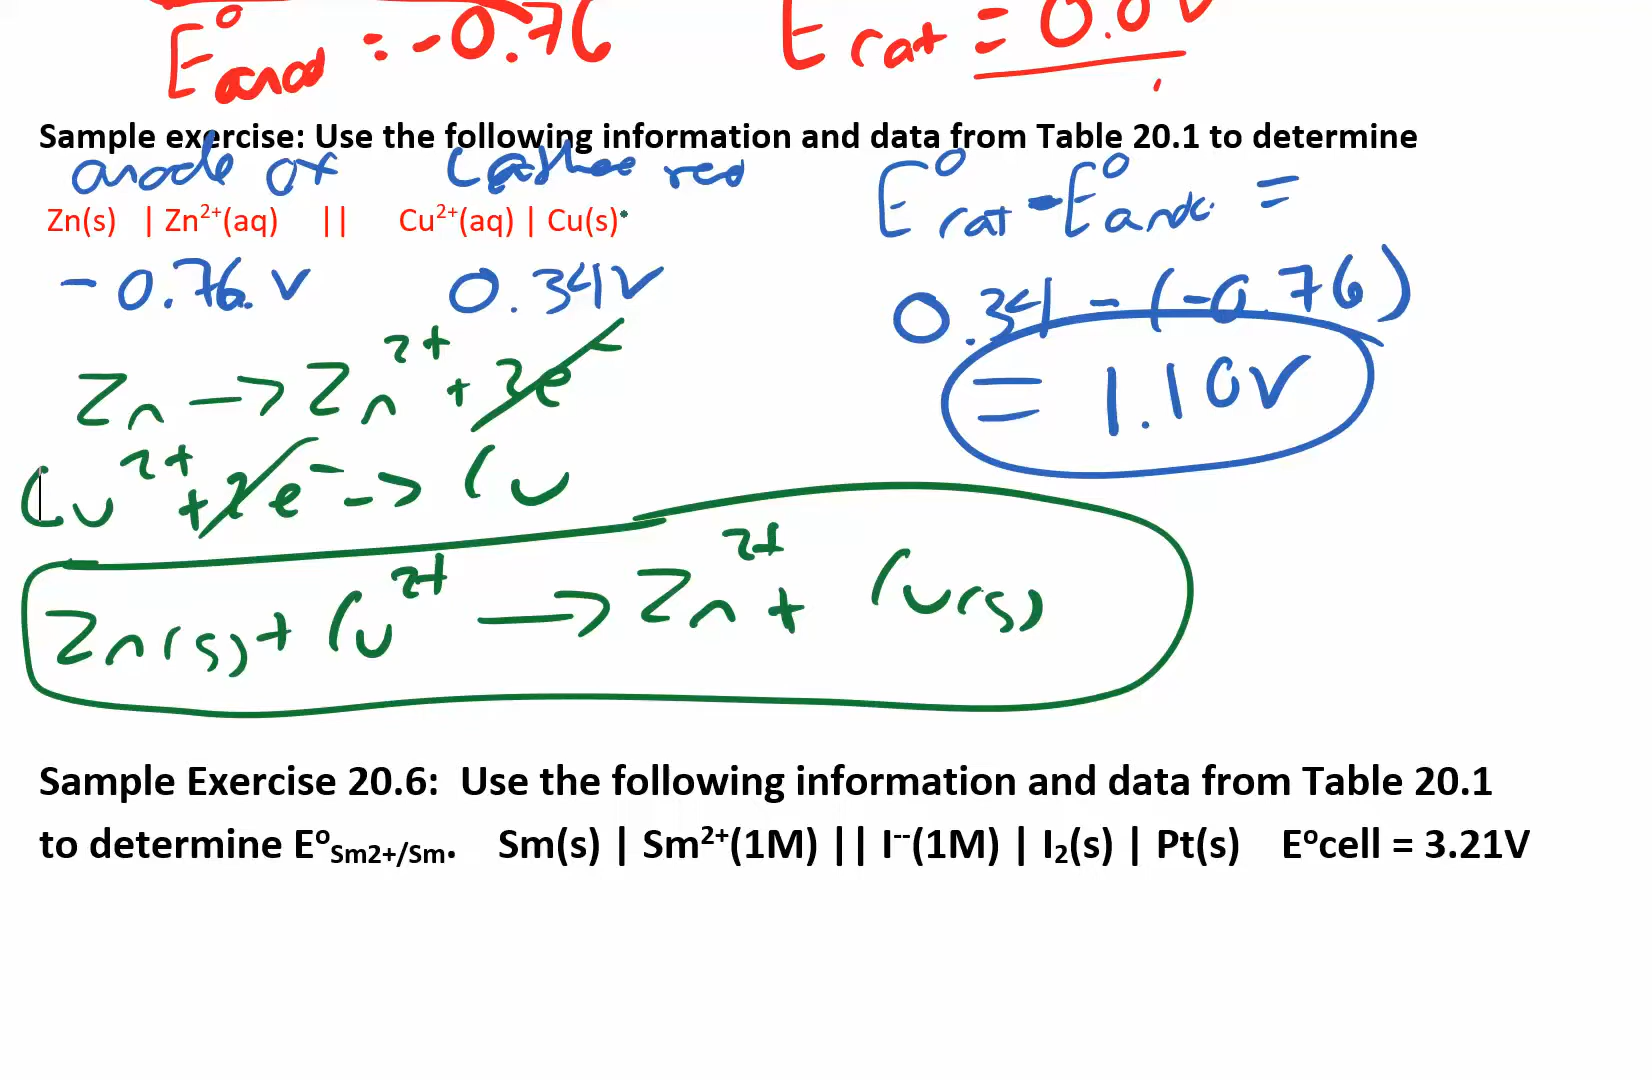 E°anod = -0.76 Ecat = 0.0V
Sample exercise: Use the following information and data from Table 20.1 to determine
anode ox cathode red
Zn(s) | Zn²⁺(aq) || Cu²⁺(aq) | Cu(s)
-0.76 V 0.34V
E°cat - E°anode =
0.34 - (-0.76)
= 1.10V
Zn → Zn²⁺ + 2e⁻
Cu²⁺ + 2e⁻ → Cu
Zn(s) + Cu²⁺ → Zn²⁺ + Cu(s)
Sample Exercise 20.6: Use the following information and data from Table 20.1
to determine E°Sm2+/Sm. Sm(s) | Sm²⁺(1M) || I⁻⁻(1M) | I₂(s) | Pt(s) E°cell = 3.21V